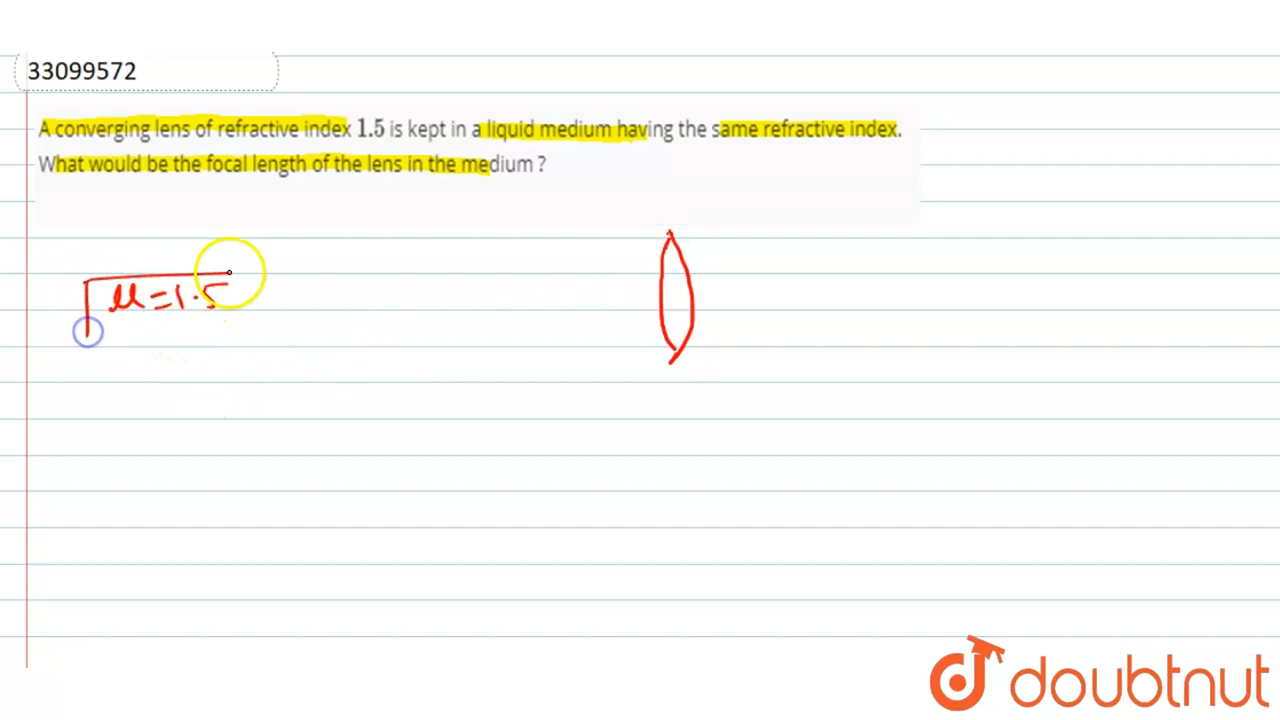 33099572
A converging lens of refractive index 1.5 is kept in a liquid medium having the same refractive index.
What would be the focal length of the lens in the medium ?
μ=1.5
doubtnut